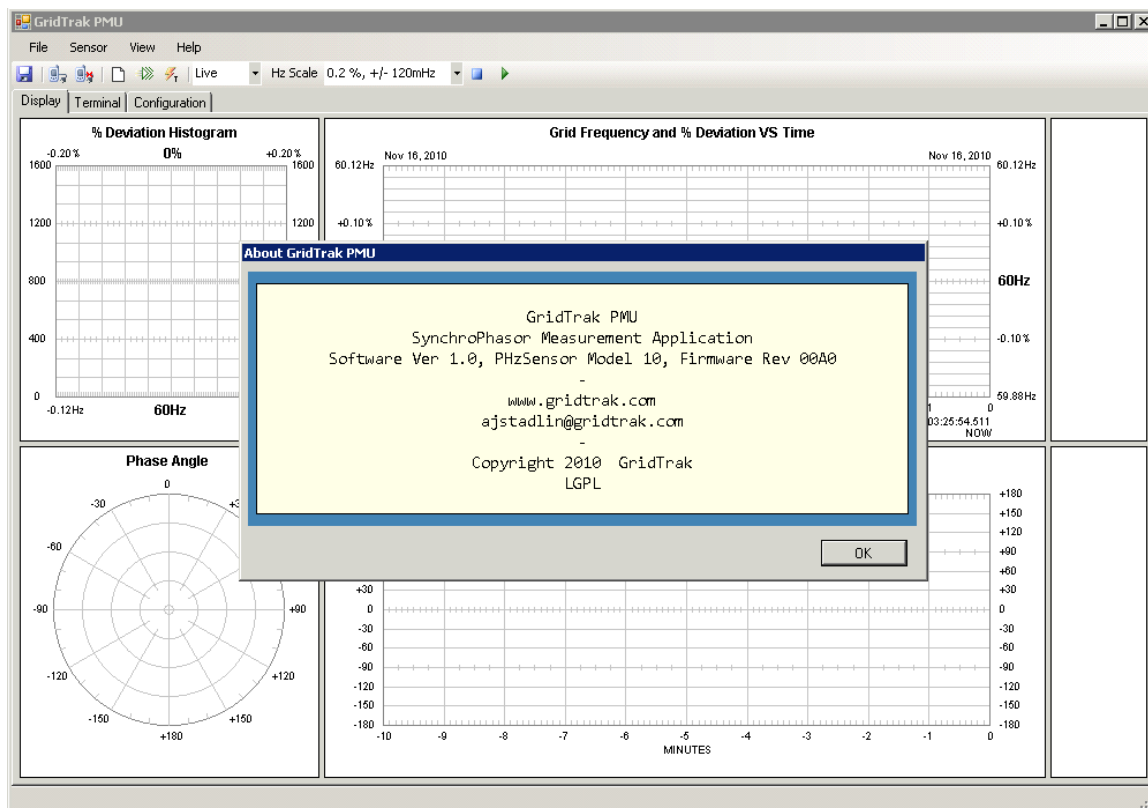 GridTrak PMU
File Sensor View Help
Live Hz Scale 0.2 %, +/- 120mHz
Display Terminal Configuration
% Deviation Histogram
-0.20 % 0% +0.20 %
1600 1600
1200 1200
800
400
0
-0.12Hz 60Hz
Grid Frequency and % Deviation VS Time
Nov 16, 2010 Nov 16, 2010
60.12Hz 60.12Hz
+0.10 % +0.10 %
60Hz
-0.10 %
59.88Hz
1 0
03:25:54.511
NOW
About GridTrak PMU
GridTrak PMU
SynchroPhasor Measurement Application
Software Ver 1.0, PHzSensor Model 10, Firmware Rev 00A0
-
www.gridtrak.com
ajstadlin@gridtrak.com
-
Copyright 2010 GridTrak
LGPL
OK
Phase Angle
0
-30
-60
-90 +90
-120 +120
-150 +150
+180
+180
+150
+120
+90
+60
+30 +30
0 0
-30 -30
-60 -60
-90 -90
-120 -120
-150 -150
-180 -180
-10 -9 -8 -7 -6 -5 -4 -3 -2 -1 0
MINUTES